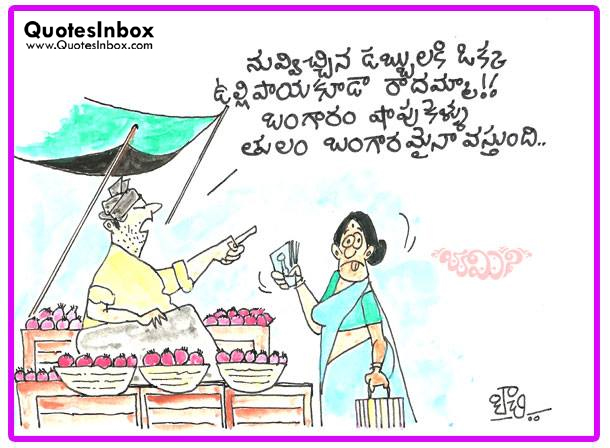 QuotesInbox
www.QuotesInbox.com
నువ్విచ్చిన డబ్బులకి ఒక్క
ఉల్లిపాయకూడా రాదమ్మా!!
బంగారం షాపుకెళ్ళు
తులం బంగారమైనా వస్తుంది..